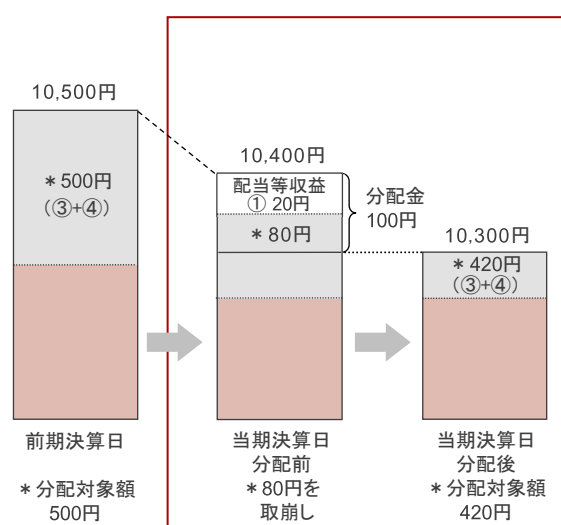 10,500円
＊500円
（③+④）
前期決算日
＊分配対象額
500円
10,400円
配当等収益
① 20円
＊80円
分配金
100円
当期決算日
分配前
＊80円を
取崩し
10,300円
＊420円
（③+④）
当期決算日
分配後
＊分配対象額
420円